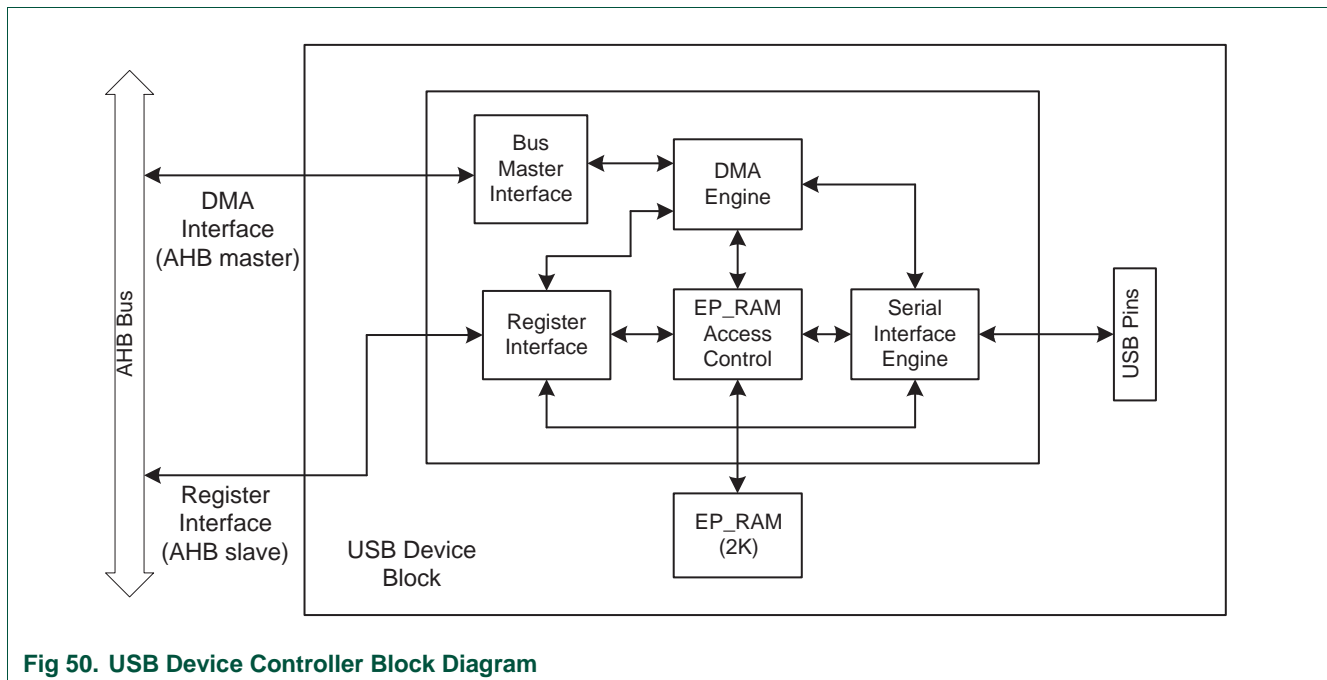 Bus
Master
Interface
DMA
Engine
DMA
Interface
(AHB master)
AHB Bus
Register
Interface
EP_RAM
Access
Control
Serial
Interface
Engine
USB Pins
Register
Interface
(AHB slave)
USB Device
Block
EP_RAM
(2K)
Fig 50. USB Device Controller Block Diagram